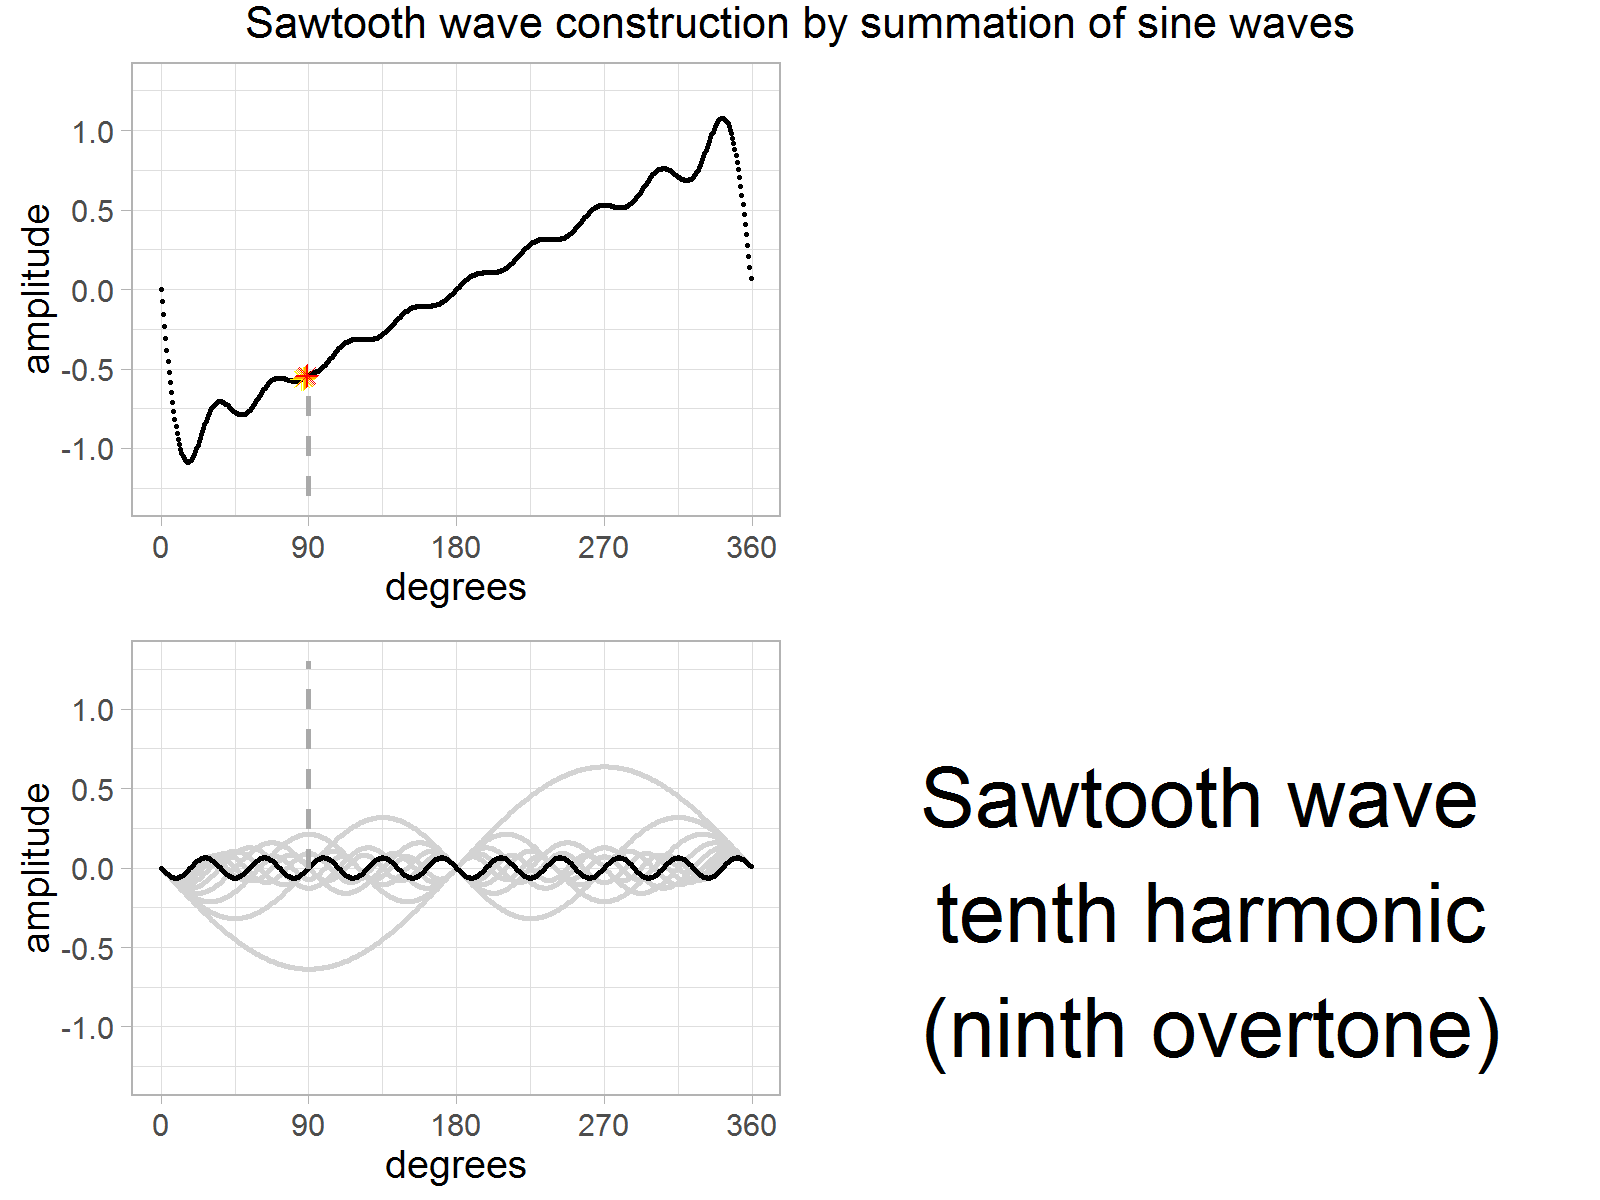 Sawtooth wave construction by summation of sine waves
amplitude
1.0
0.5
0.0
-0.5
-1.0
0 90 180 270 360
degrees
amplitude
1.0
0.5
0.0
-0.5
-1.0
0 90 180 270 360
degrees
Sawtooth wave
tenth harmonic
(ninth overtone)